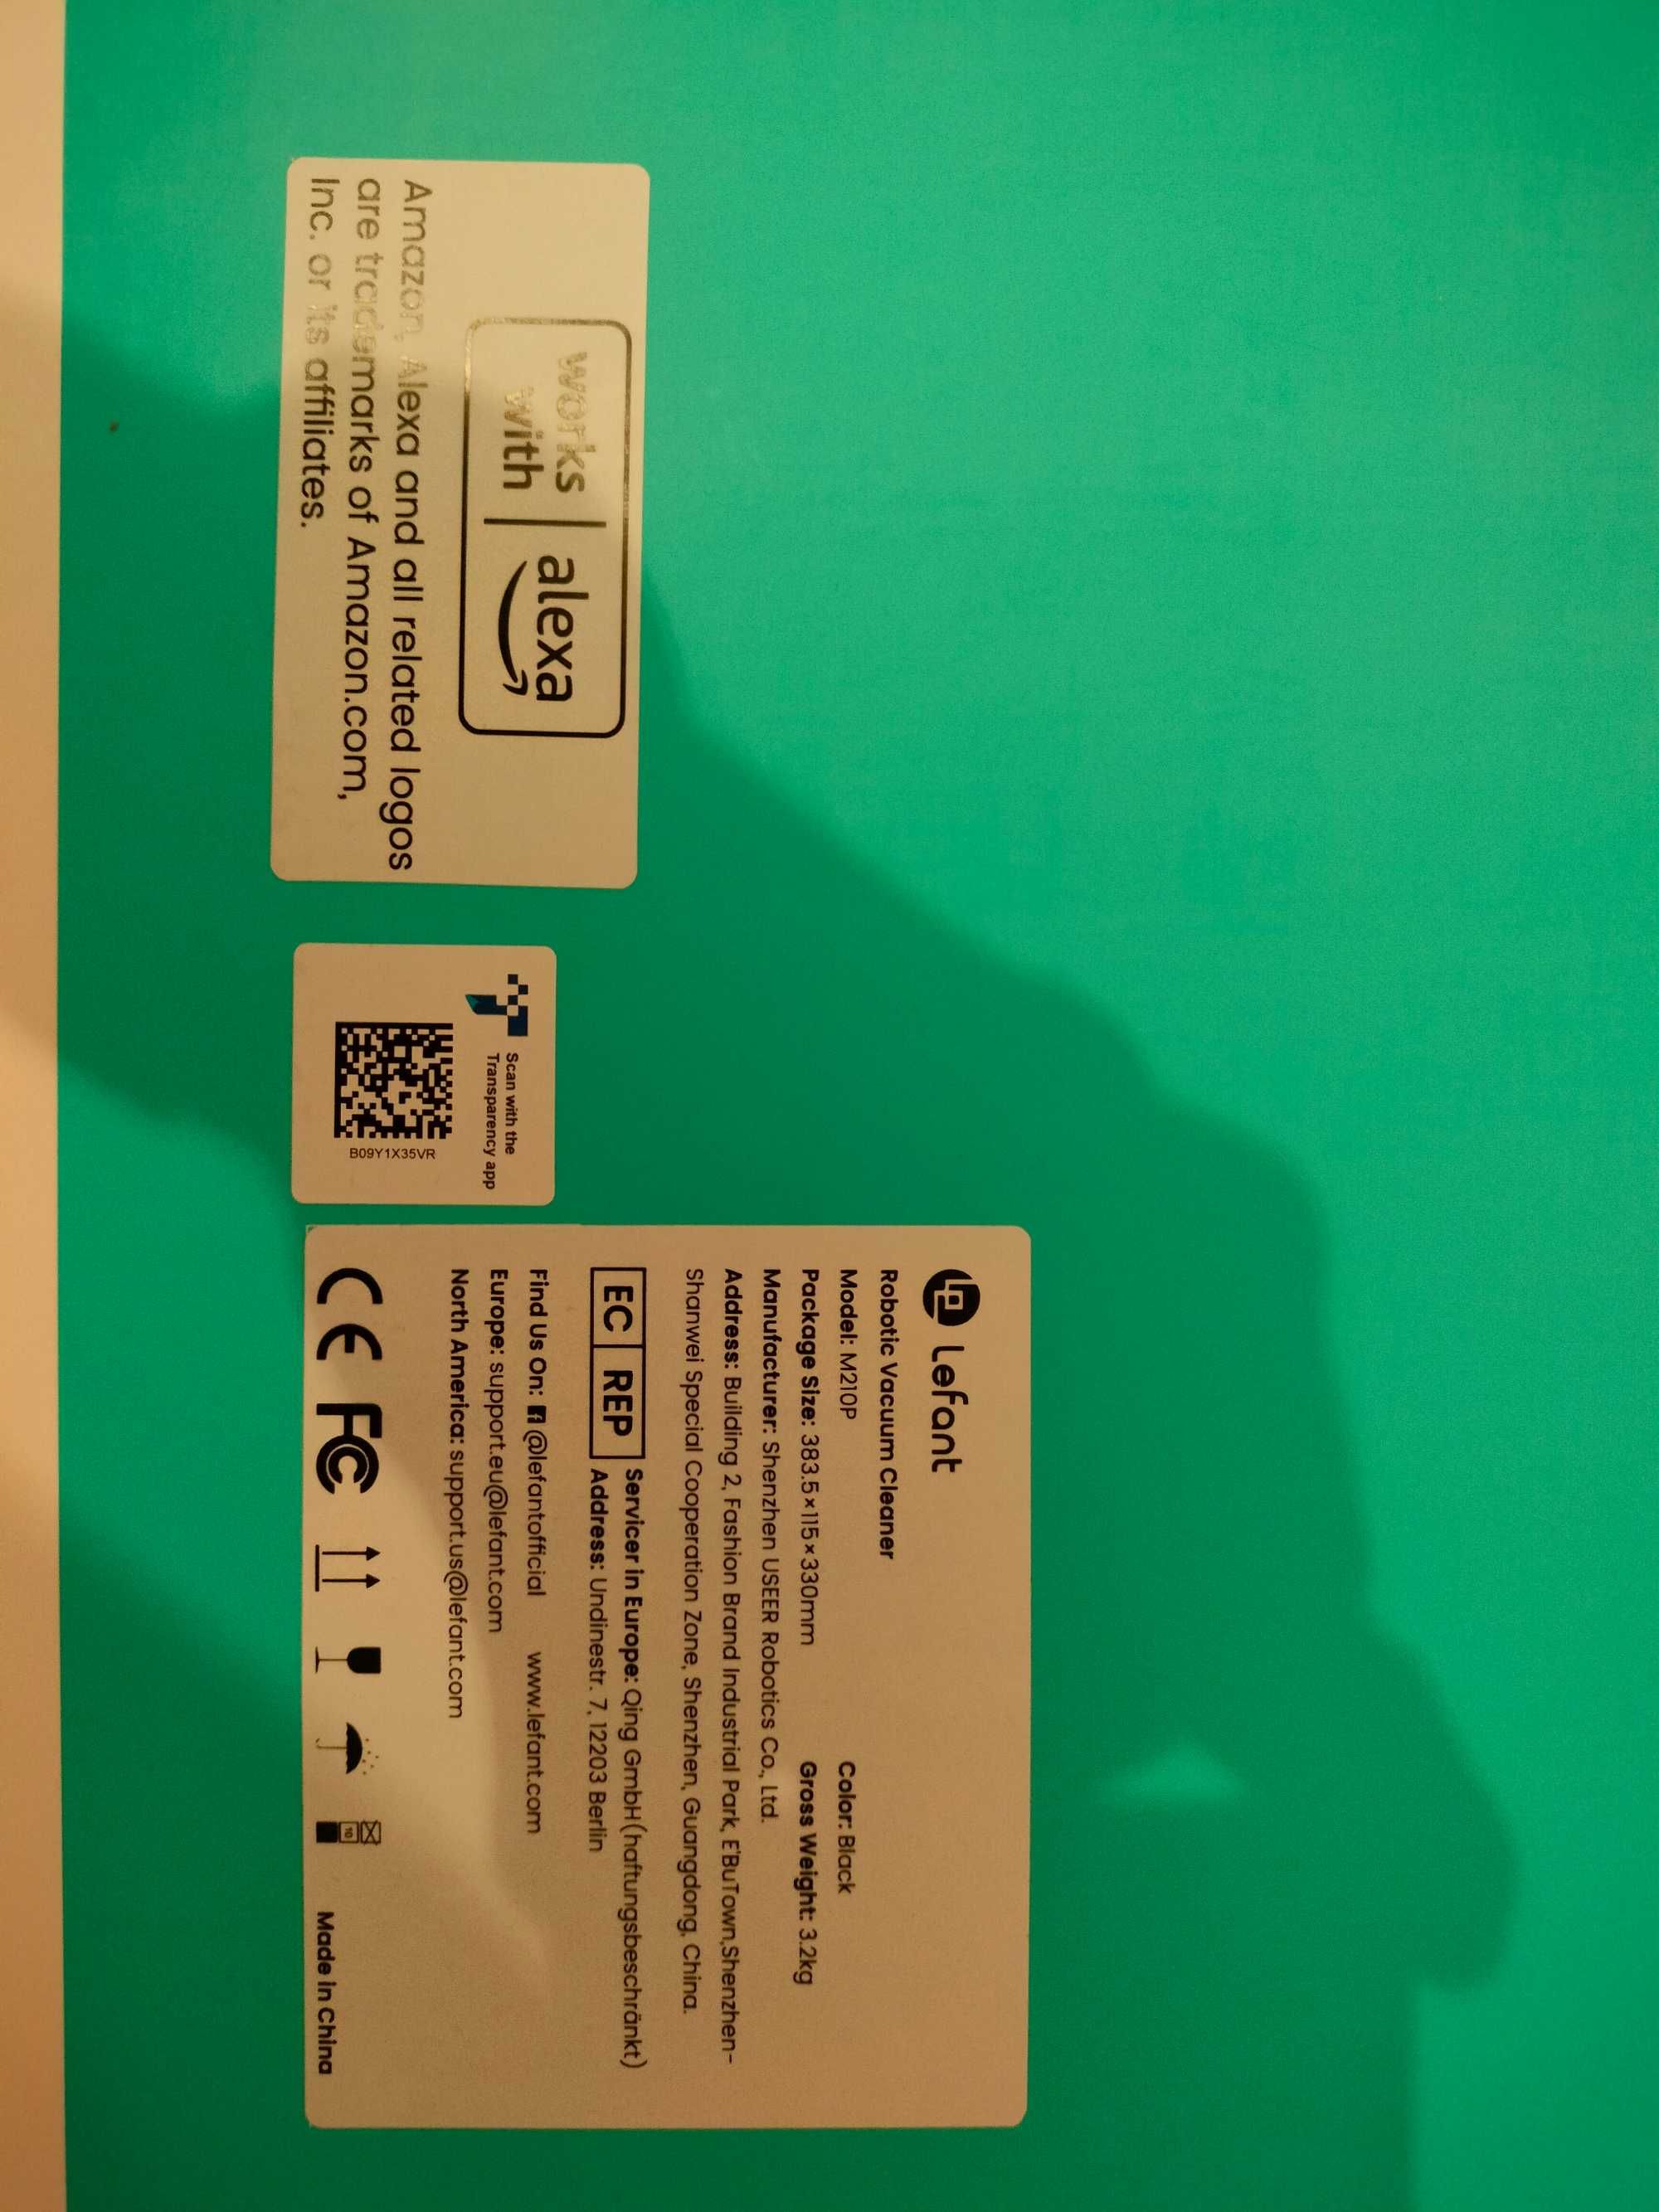 works
with
alexa
Amazon, Alexa and all related logos
are trademarks of Amazon.com,
Inc. or its affiliates.
Scan with the
Transparency app
B09Y1X35VR
Lefant
Robotic Vacuum Cleaner
Model: M210P Color: Black
Package Size: 383.5×115×330mm Gross Weight: 3.2kg
Manufacturer: Shenzhen USEER Robotics Co., Ltd.
Address: Building 2, Fashion Brand Industrial Park, E'BuTown,Shenzhen-
Shanwei Special Cooperation Zone, Shenzhen, Guangdong, China.
EC REP
Servicer in Europe: Qing GmbH(haftungsbeschränkt)
Address: Undinestr. 7, 12203 Berlin
Find Us On: @lefantofficial www.lefant.com
Europe: support.eu@lefant.com
North America: support.us@lefant.com
CE FC 10 Made in China